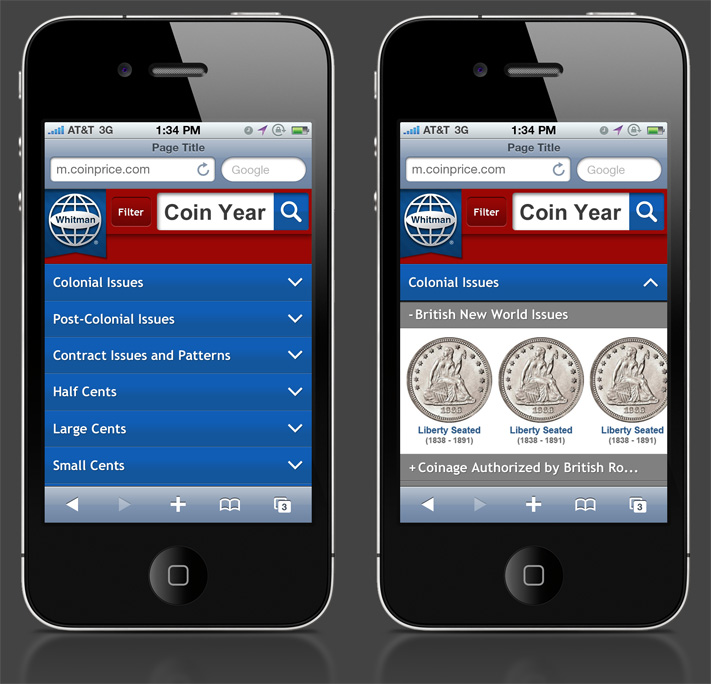 AT&T 3G 1:34 PM
Page Title
m.coinprice.com Google
Whitman ® Filter Coin Year
Colonial Issues
Post-Colonial Issues
Contract Issues and Patterns
Half Cents
Large Cents
Small Cents
3
AT&T 3G 1:34 PM
Page Title
m.coinprice.com Google
Whitman ® Filter Coin Year
Colonial Issues
-British New World Issues
Liberty Seated Liberty Seated Liberty Seated
(1838 - 1891) (1838 - 1891) (1838 - 1891)
+Coinage Authorized by British Ro...
3